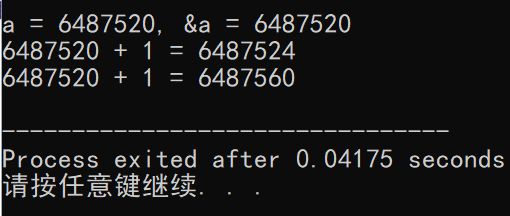 a = 6487520, &a = 6487520
6487520 + 1 = 6487524
6487520 + 1 = 6487560
--------------------------------
Process exited after 0.04175 seconds
请按任意键继续. . .